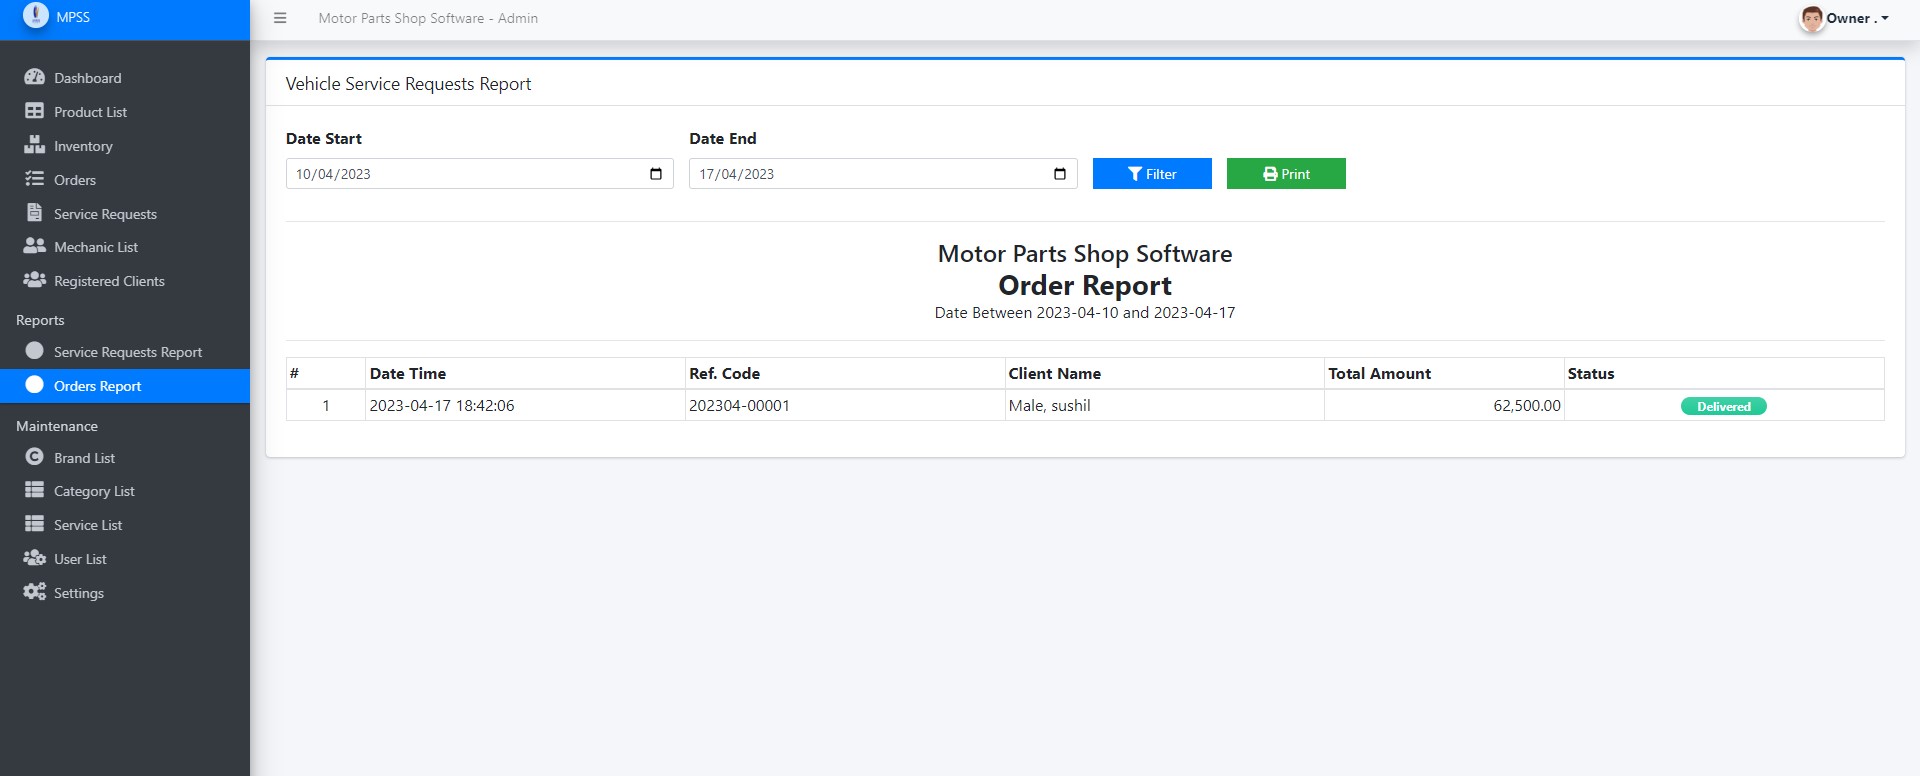 MPSS
Motor Parts Shop Software - Admin
Owner .
Dashboard
Product List
Inventory
Orders
Service Requests
Mechanic List
Registered Clients
Reports
Service Requests Report
Orders Report
Maintenance
Brand List
Category List
Service List
User List
Settings
Vehicle Service Requests Report
Date Start
Date End
10/04/2023
17/04/2023
Filter
Print
Motor Parts Shop Software
Order Report
Date Between 2023-04-10 and 2023-04-17
# Date Time Ref. Code Client Name Total Amount Status
1 2023-04-17 18:42:06 202304-00001 Male, sushil 62,500.00 Delivered